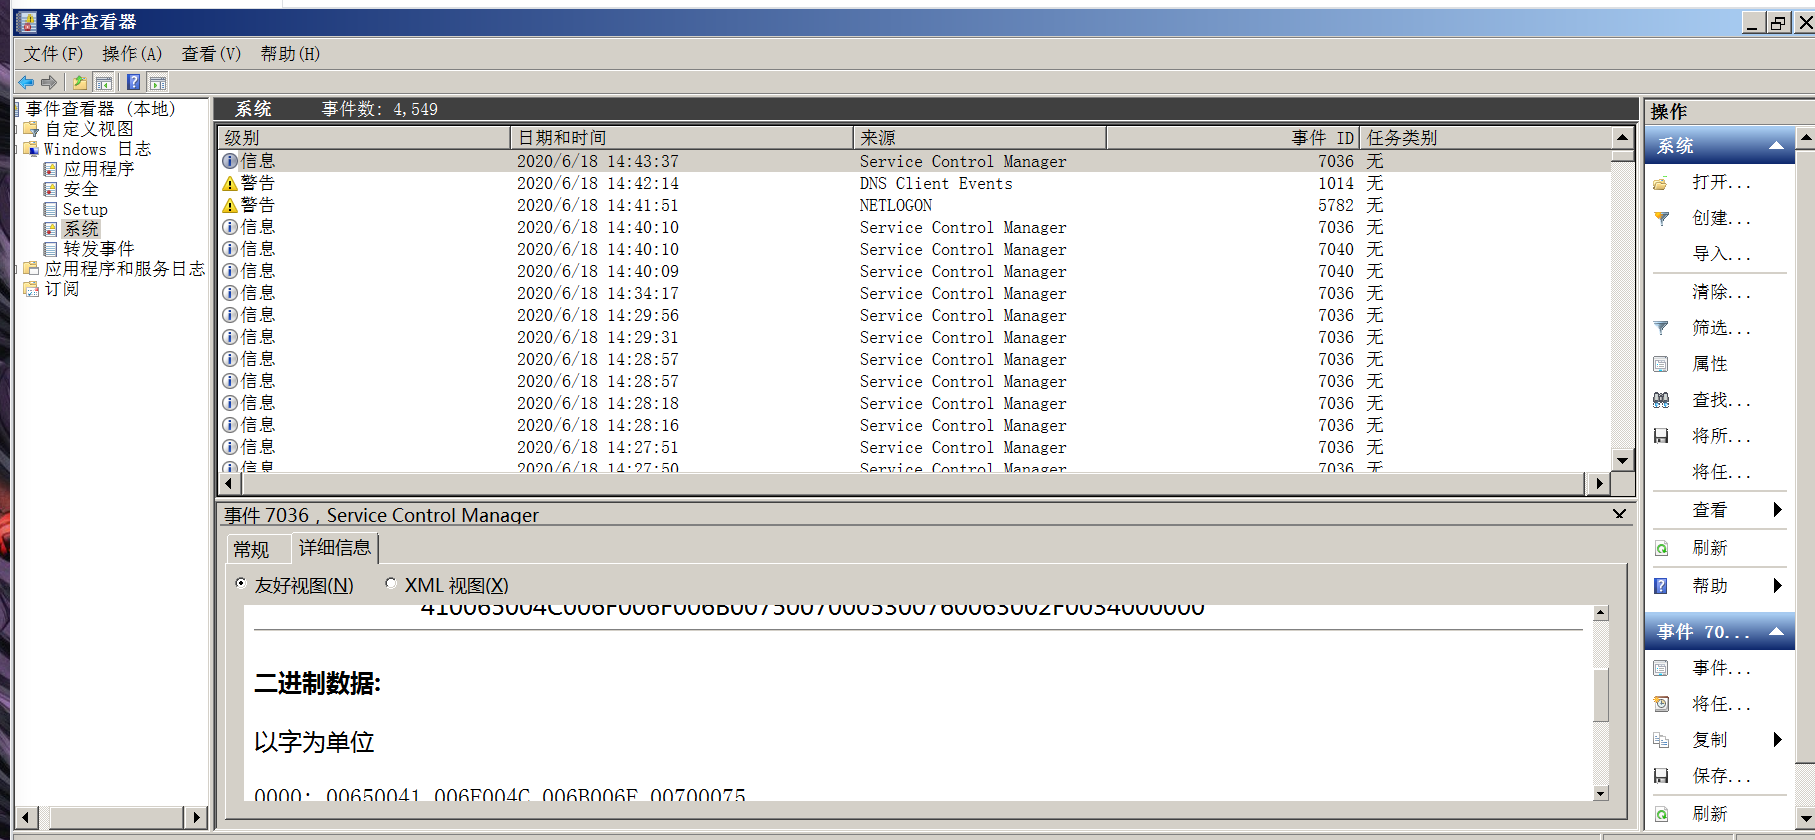 事件查看器
文件(F) 操作(A) 查看(V) 帮助(H)
事件查看器 (本地)
自定义视图
Windows 日志
应用程序
安全
Setup
系统
转发事件
应用程序和服务日志
订阅
系统 事件数: 4,549
级别 日期和时间 来源 事件 ID 任务类别
信息 2020/6/18 14:43:37 Service Control Manager 7036 无
警告 2020/6/18 14:42:14 DNS Client Events 1014 无
警告 2020/6/18 14:41:51 NETLOGON 5782 无
信息 2020/6/18 14:40:10 Service Control Manager 7036 无
信息 2020/6/18 14:40:10 Service Control Manager 7040 无
信息 2020/6/18 14:40:09 Service Control Manager 7040 无
信息 2020/6/18 14:34:17 Service Control Manager 7036 无
信息 2020/6/18 14:29:56 Service Control Manager 7036 无
信息 2020/6/18 14:29:31 Service Control Manager 7036 无
信息 2020/6/18 14:28:57 Service Control Manager 7036 无
信息 2020/6/18 14:28:57 Service Control Manager 7036 无
信息 2020/6/18 14:28:18 Service Control Manager 7036 无
信息 2020/6/18 14:28:16 Service Control Manager 7036 无
信息 2020/6/18 14:27:51 Service Control Manager 7036 无
信息 2020/6/18 14:27:50 Service Control Manager 7036 无
事件 7036，Service Control Manager
常规 详细信息
友好视图(N) XML 视图(X)
410065004C006F006F006B00750070005300760063002F0034000000
二进制数据:
以字为单位
0000: 00650041 006F004C 006B006F 00700075
操作
系统
打开...
创建...
导入...
清除...
筛选...
属性
查找...
将所...
将任...
查看
刷新
帮助
事件 70...
事件...
将任...
复制
保存...
刷新